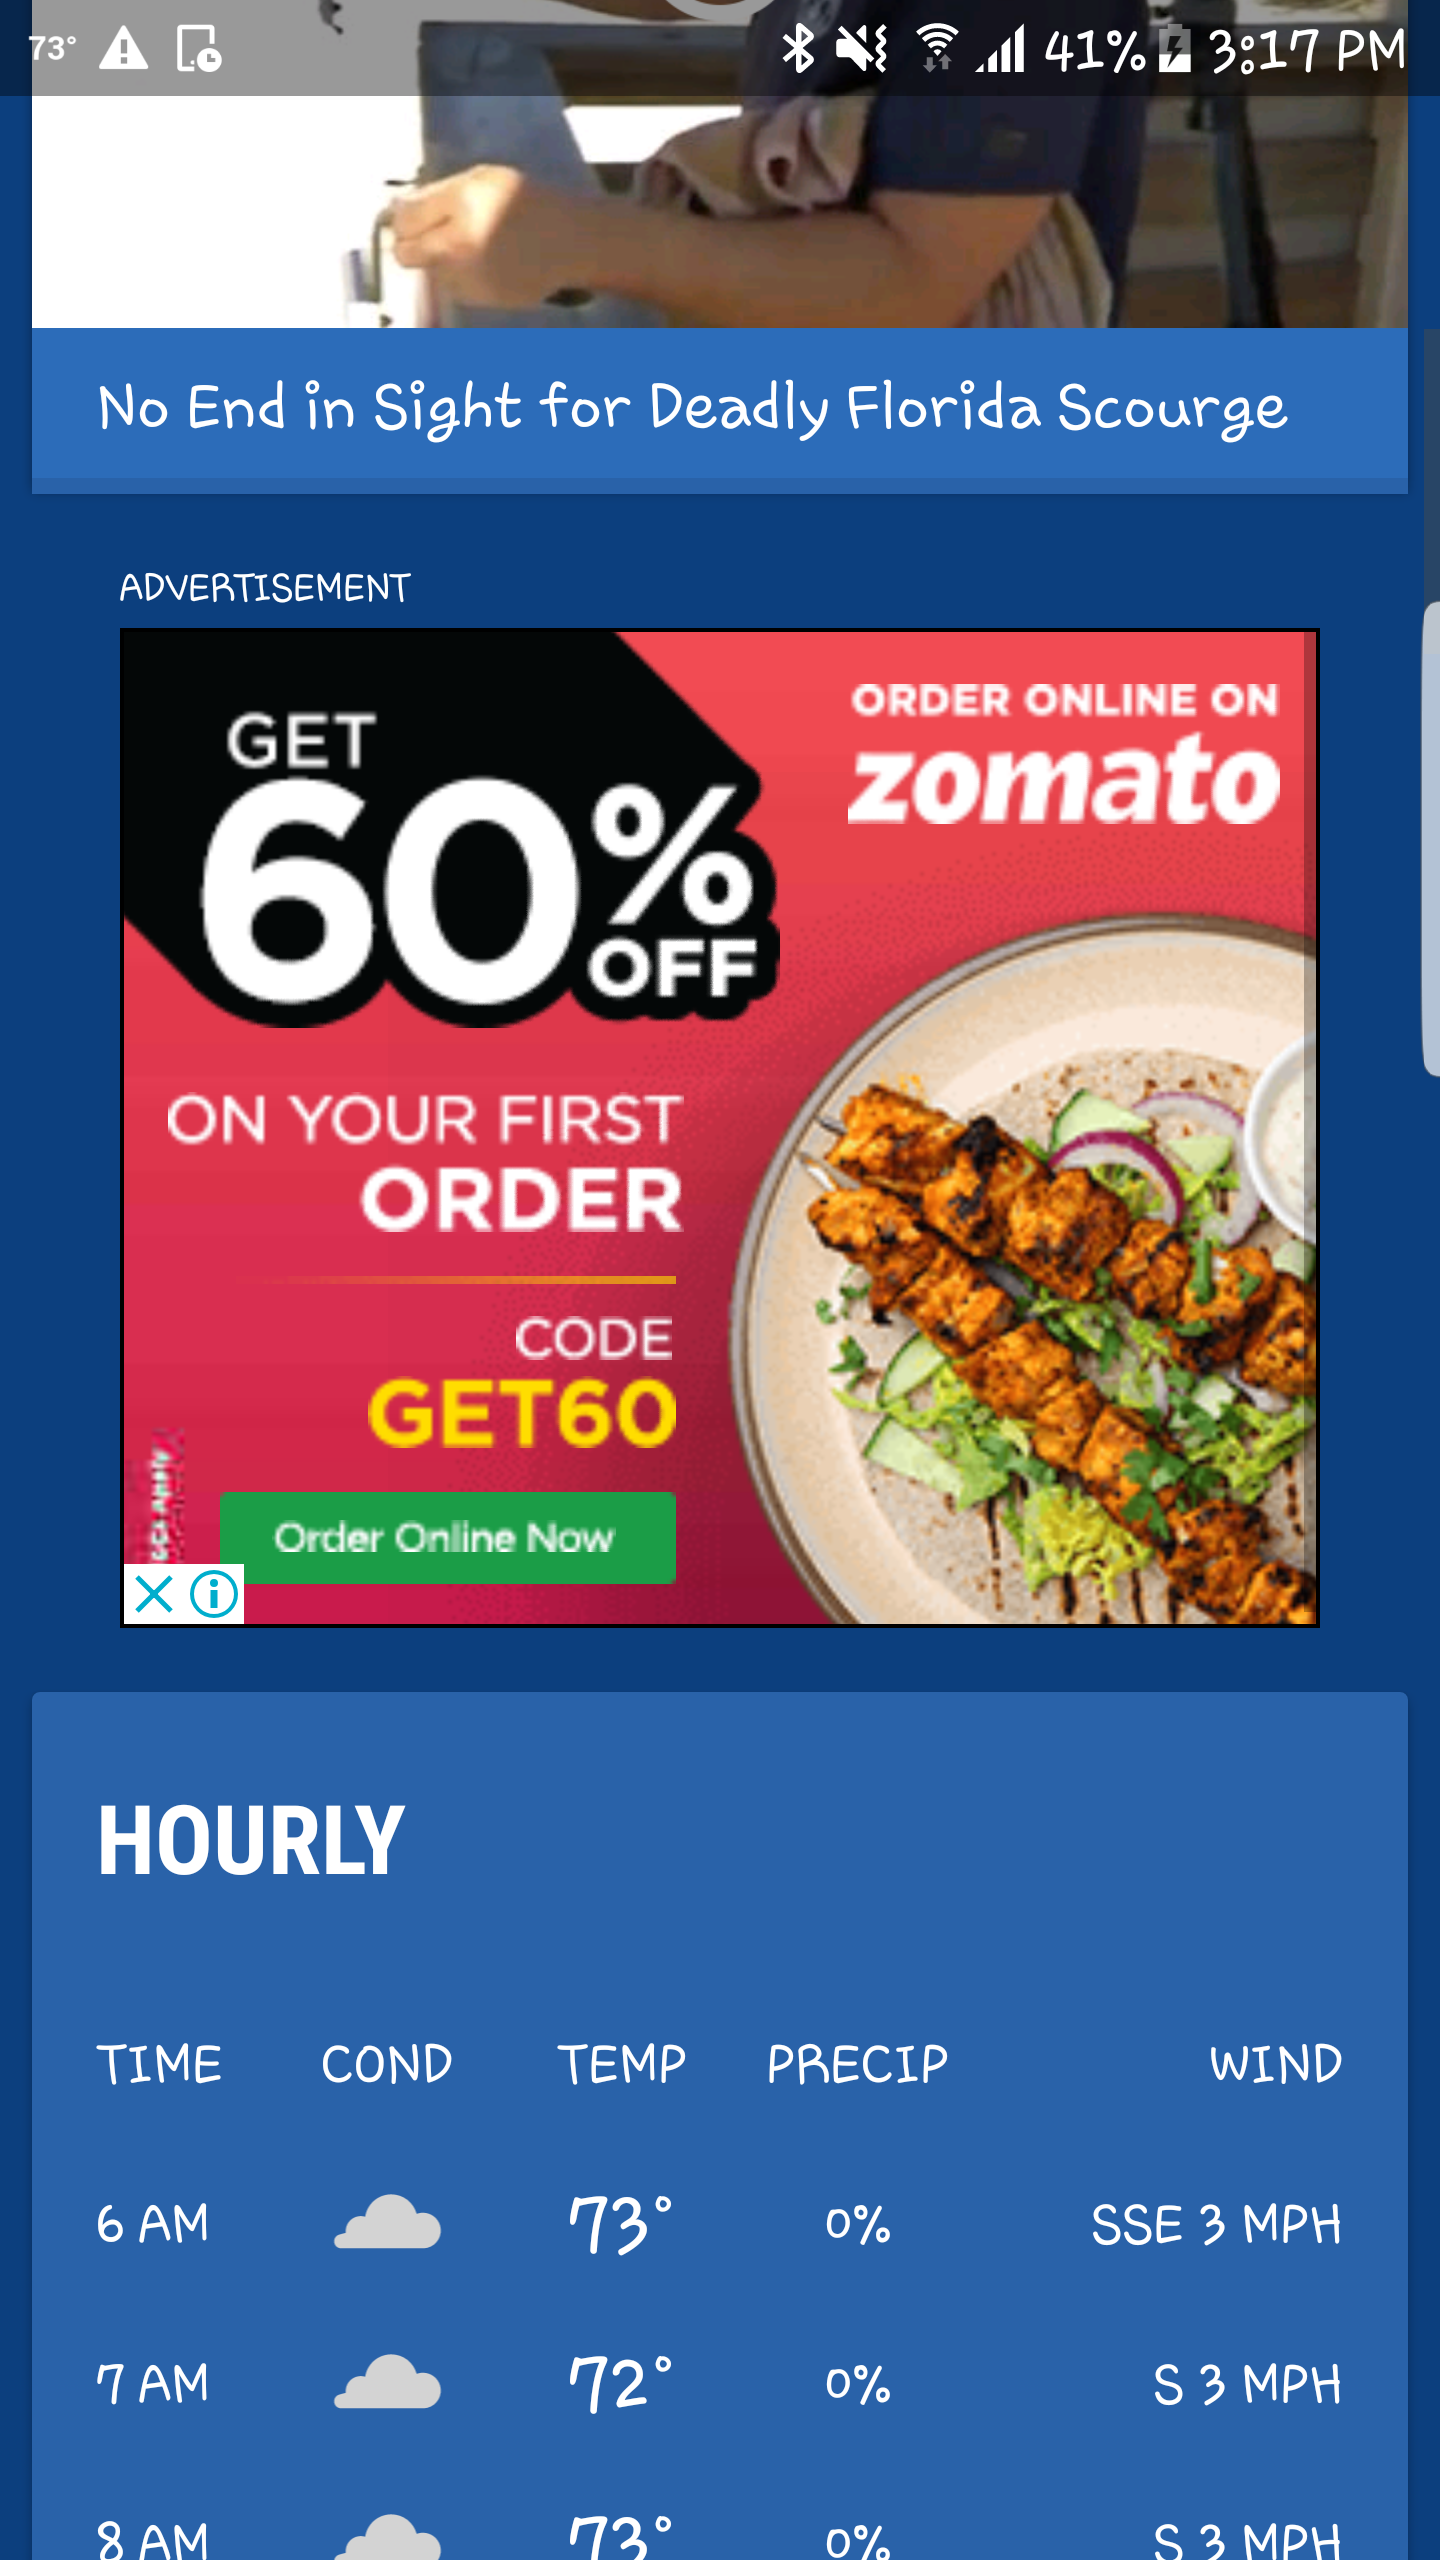 73° 41% 3:17 PM
No End in Sight for Deadly Florida Scourge
ADVERTISEMENT
GET
60%
OFF
ORDER ONLINE ON
zomato
ON YOUR FIRST
ORDER
CODE
GET60
Order Online Now
HOURLY
TIME COND TEMP PRECIP WIND
6 AM 73° 0% SSE 3 MPH
7 AM 72° 0% S 3 MPH
8 AM 73° 0% S 3 MPH